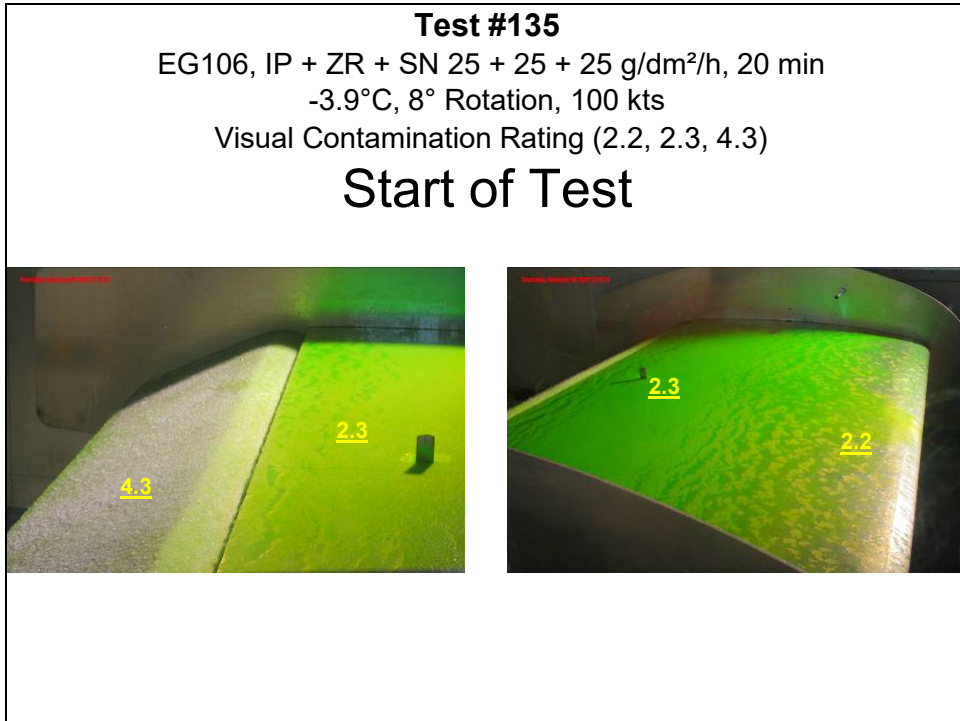 Test #135
EG106, IP + ZR + SN 25 + 25 + 25 g/dm²/h, 20 min
-3.9°C, 8° Rotation, 100 kts
Visual Contamination Rating (2.2, 2.3, 4.3)
Start of Test
2.3
4.3
2.3
2.2